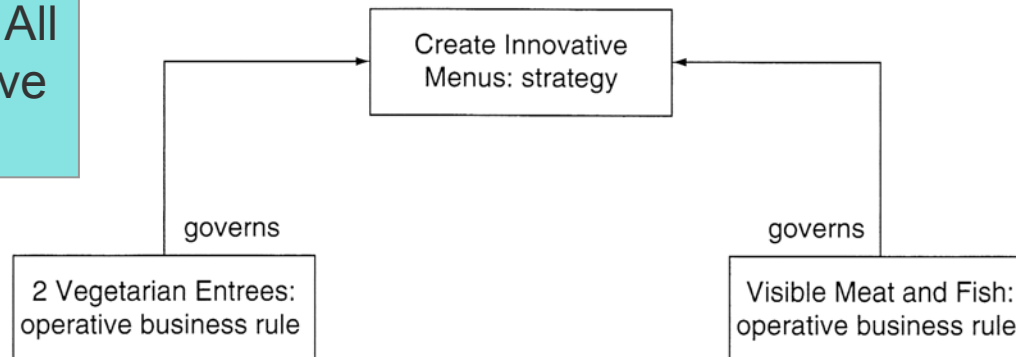 All
ve
Create Innovative
Menus: strategy
governs
governs
2 Vegetarian Entrees:
operative business rule
Visible Meat and Fish:
operative business rule